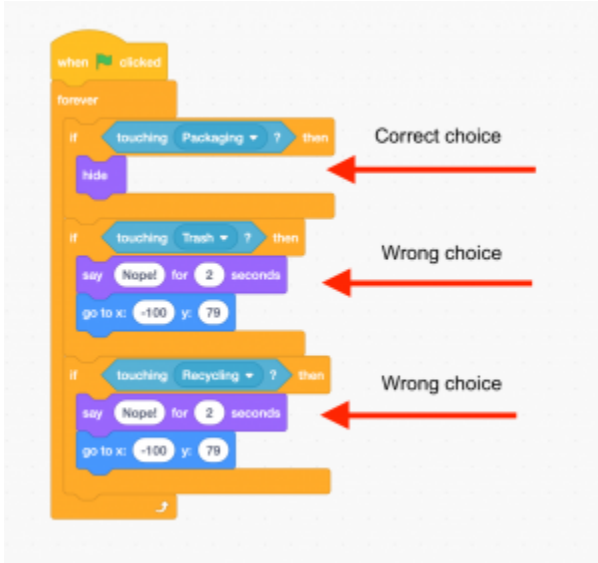 when clicked
forever
if touching Packaging ? then
Correct choice
hide
if touching Trash ? then
Wrong choice
say Nope! for 2 seconds
go to x: -100 y: 79
if touching Recycling ? then
Wrong choice
say Nope! for 2 seconds
go to x: -100 y: 79